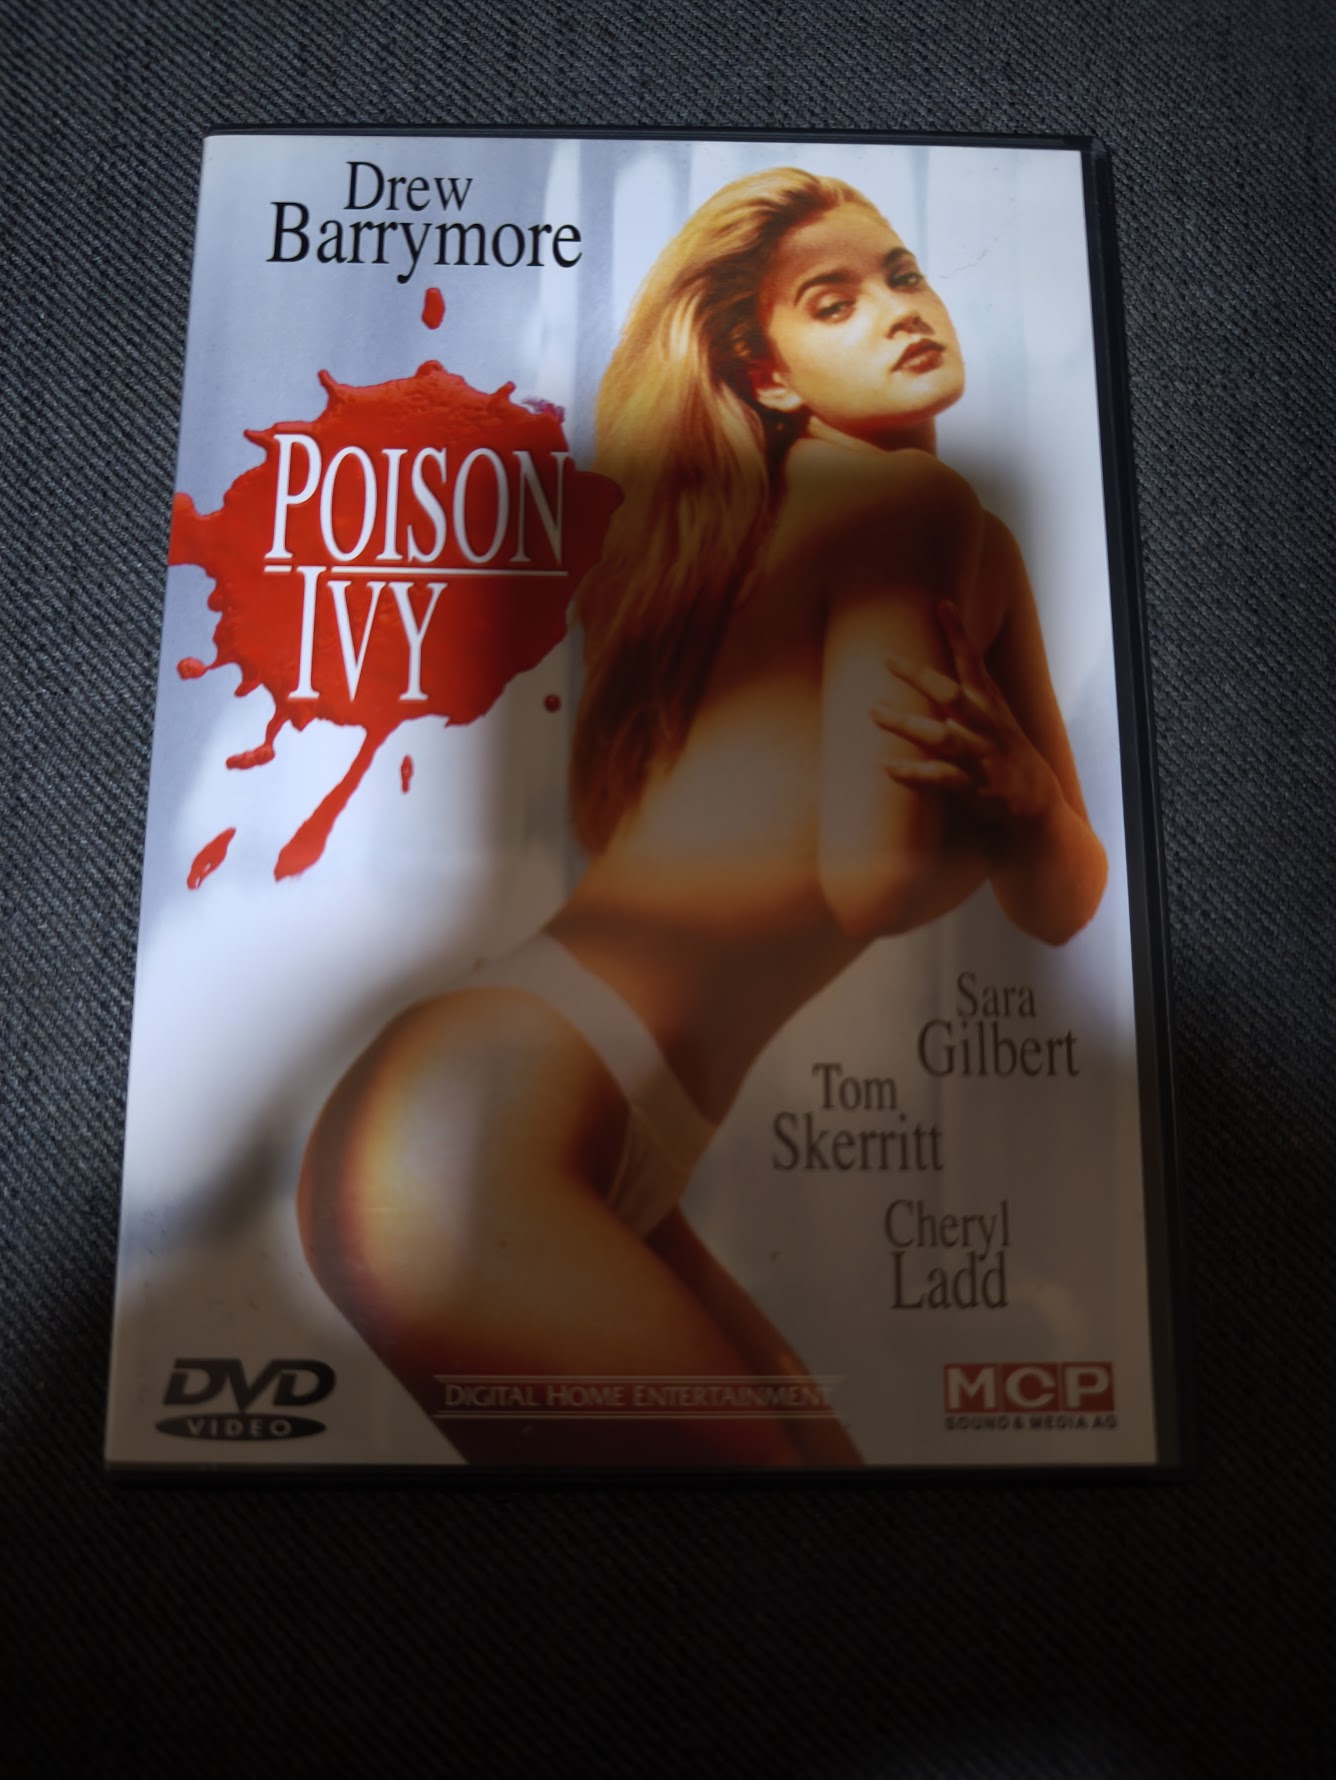 Drew
Barrymore
POISON
IVY
Sara
Gilbert
Tom
Skerritt
Cheryl
Ladd
DVD
VIDEO
DIGITAL HOME ENTERTAINMENT
MCP
SOUND & MEDIA AG